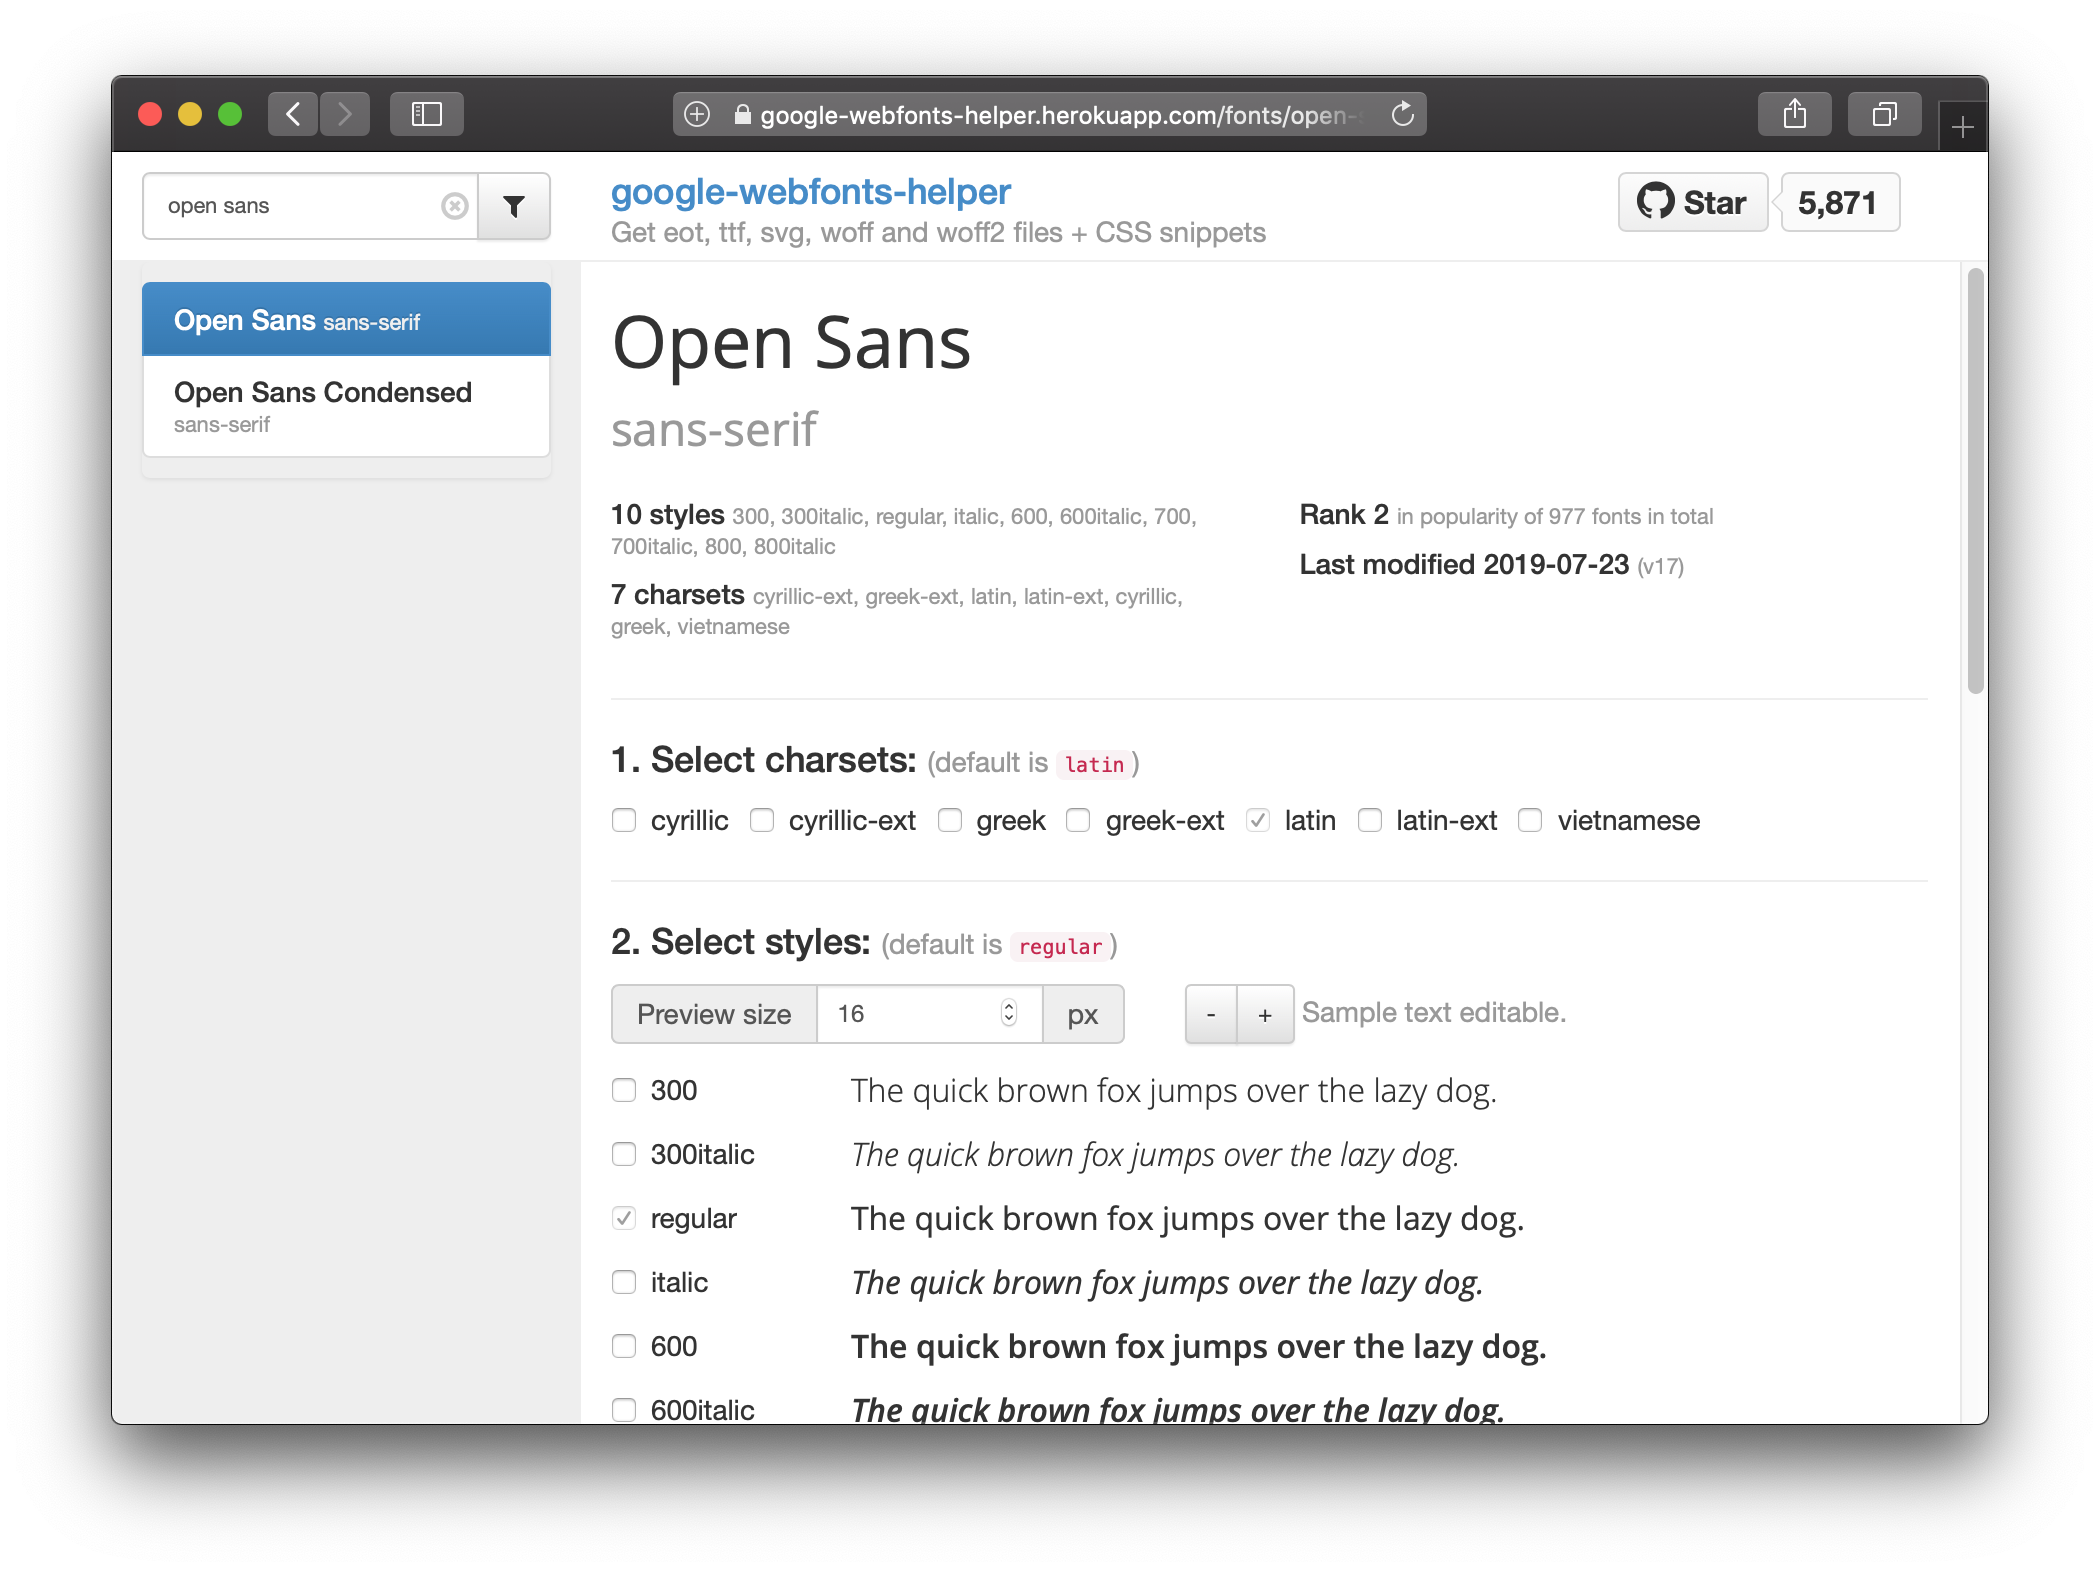 google-webfonts-helper.herokuapp.com/fonts/open-
open sans
google-webfonts-helper
Get eot, ttf, svg, woff and woff2 files + CSS snippets
Star
5,871
Open Sans sans-serif
Open Sans Condensed
sans-serif
Open Sans
sans-serif
10 styles 300, 300italic, regular, italic, 600, 600italic, 700,
700italic, 800, 800italic
7 charsets cyrillic-ext, greek-ext, latin, latin-ext, cyrillic,
greek, vietnamese
Rank 2 in popularity of 977 fonts in total
Last modified 2019-07-23 (v17)
1. Select charsets: (default is latin)
cyrillic cyrillic-ext greek greek-ext latin latin-ext vietnamese
2. Select styles: (default is regular)
Preview size 16 px - + Sample text editable.
300 The quick brown fox jumps over the lazy dog.
300italic The quick brown fox jumps over the lazy dog.
regular The quick brown fox jumps over the lazy dog.
italic The quick brown fox jumps over the lazy dog.
600 The quick brown fox jumps over the lazy dog.
600italic The quick brown fox jumps over the lazy dog.